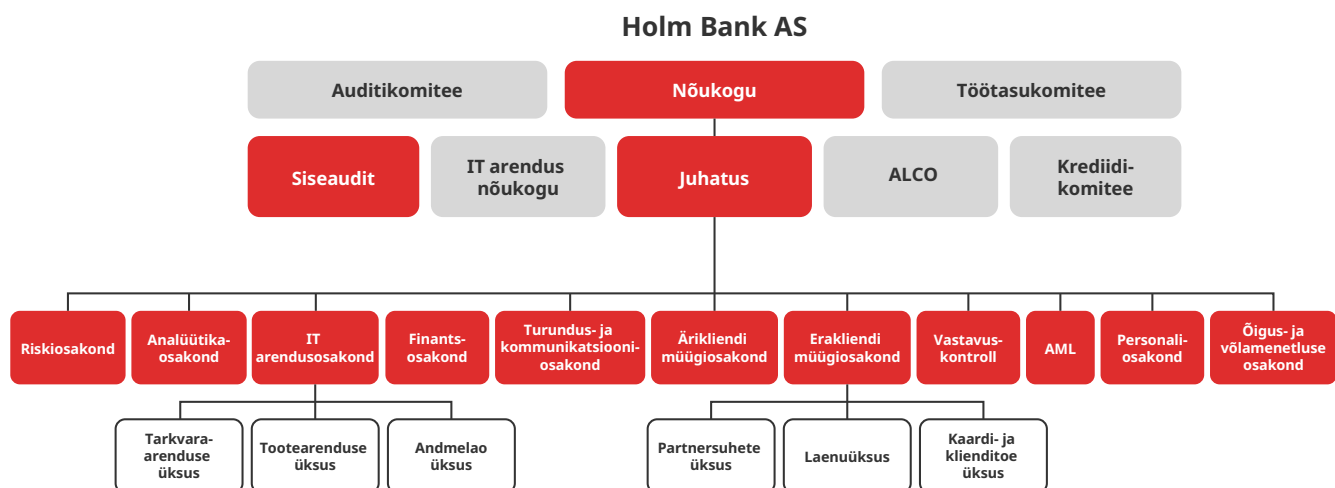 Holm Bank AS
Auditikomitee
Nõukogu
Töötasukomitee
Siseaudit
IT arendus
nõukogu
Juhatus
ALCO
Krediidi-
komitee
Riskiosakond
Analüütika-
osakond
IT
arendusosakond
Finants-
osakond
Turundus- ja
kommunikatsiooni-
osakond
Ärikliendi
müügiosakond
Erakliendi
müügiosakond
Vastavus-
kontroll
AML
Personali-
osakond
Õigus- ja
võlamenetluse
osakond
Tarkvara-
arenduse
üksus
Tootearenduse
üksus
Andmelao
üksus
Partnersuhete
üksus
Laenuüksus
Kaardi- ja
klienditoe
üksus